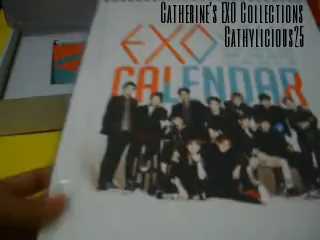 Catherine's EXO Collections
Cathylicious25
EXO
CALENDAR